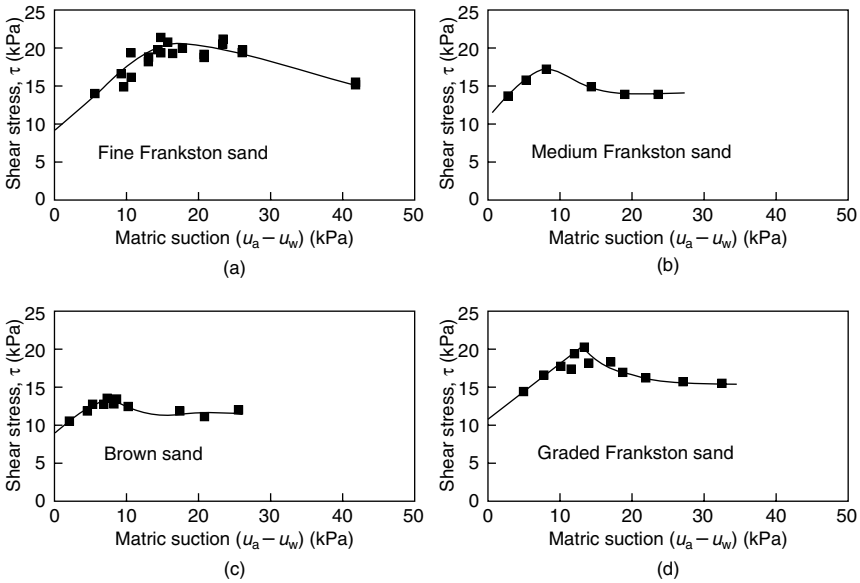 Shear stress, τ (kPa)
25
20
15
10
5
0
Fine Frankston sand
0 10 20 30 40 50
Matric suction (uₐ – u_w) (kPa)
(a)
Shear stress, τ (kPa)
25
20
15
10
5
0
Medium Frankston sand
0 10 20 30 40 50
Matric suction (uₐ – u_w) (kPa)
(b)
Shear stress, τ (kPa)
25
20
15
10
5
0
Brown sand
0 10 20 30 40 50
Matric suction (uₐ – u_w) (kPa)
(c)
Shear stress, τ (kPa)
25
20
15
10
5
0
Graded Frankston sand
0 10 20 30 40 50
Matric suction (uₐ – u_w) (kPa)
(d)